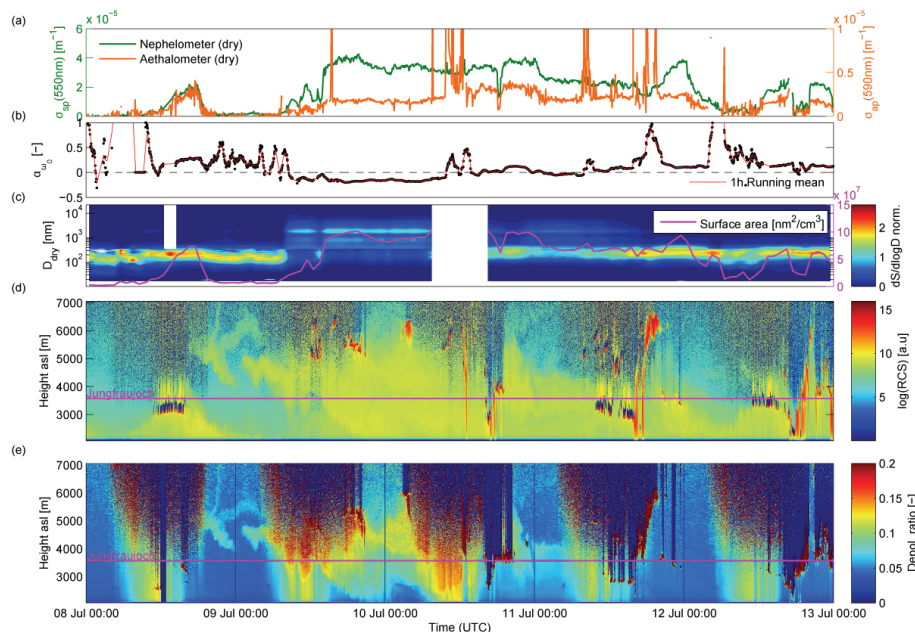 (a)
x 10⁻⁵
x 10⁻⁵
6
4
2
0
σsp (550nm) [m⁻¹]
Nephelometer (dry)
Aethalometer (dry)
1
0.5
0
σap (590nm) [m⁻¹]
(b)
αω₀ [-]
0.5
0
-0.5
1h Running mean
(c)
x 10⁷
Ddry [nm]
10⁴
10³
10²
Surface area [nm²/cm³]
15
10
5
0
2
1
0
dS/dlogD norm.
(d)
Height asl [m]
7000
6000
5000
4000
3000
Jungfraujoch
15
10
5
log(RCS) [a.u]
(e)
Height asl [m]
7000
6000
5000
4000
3000
Jungfraujoch
0.2
0.15
0.1
0.05
0
Depol. ratio [-]
08 Jul 00:00 09 Jul 00:00 10 Jul 00:00 11 Jul 00:00 12 Jul 00:00 13 Jul 00:00
Time (UTC)